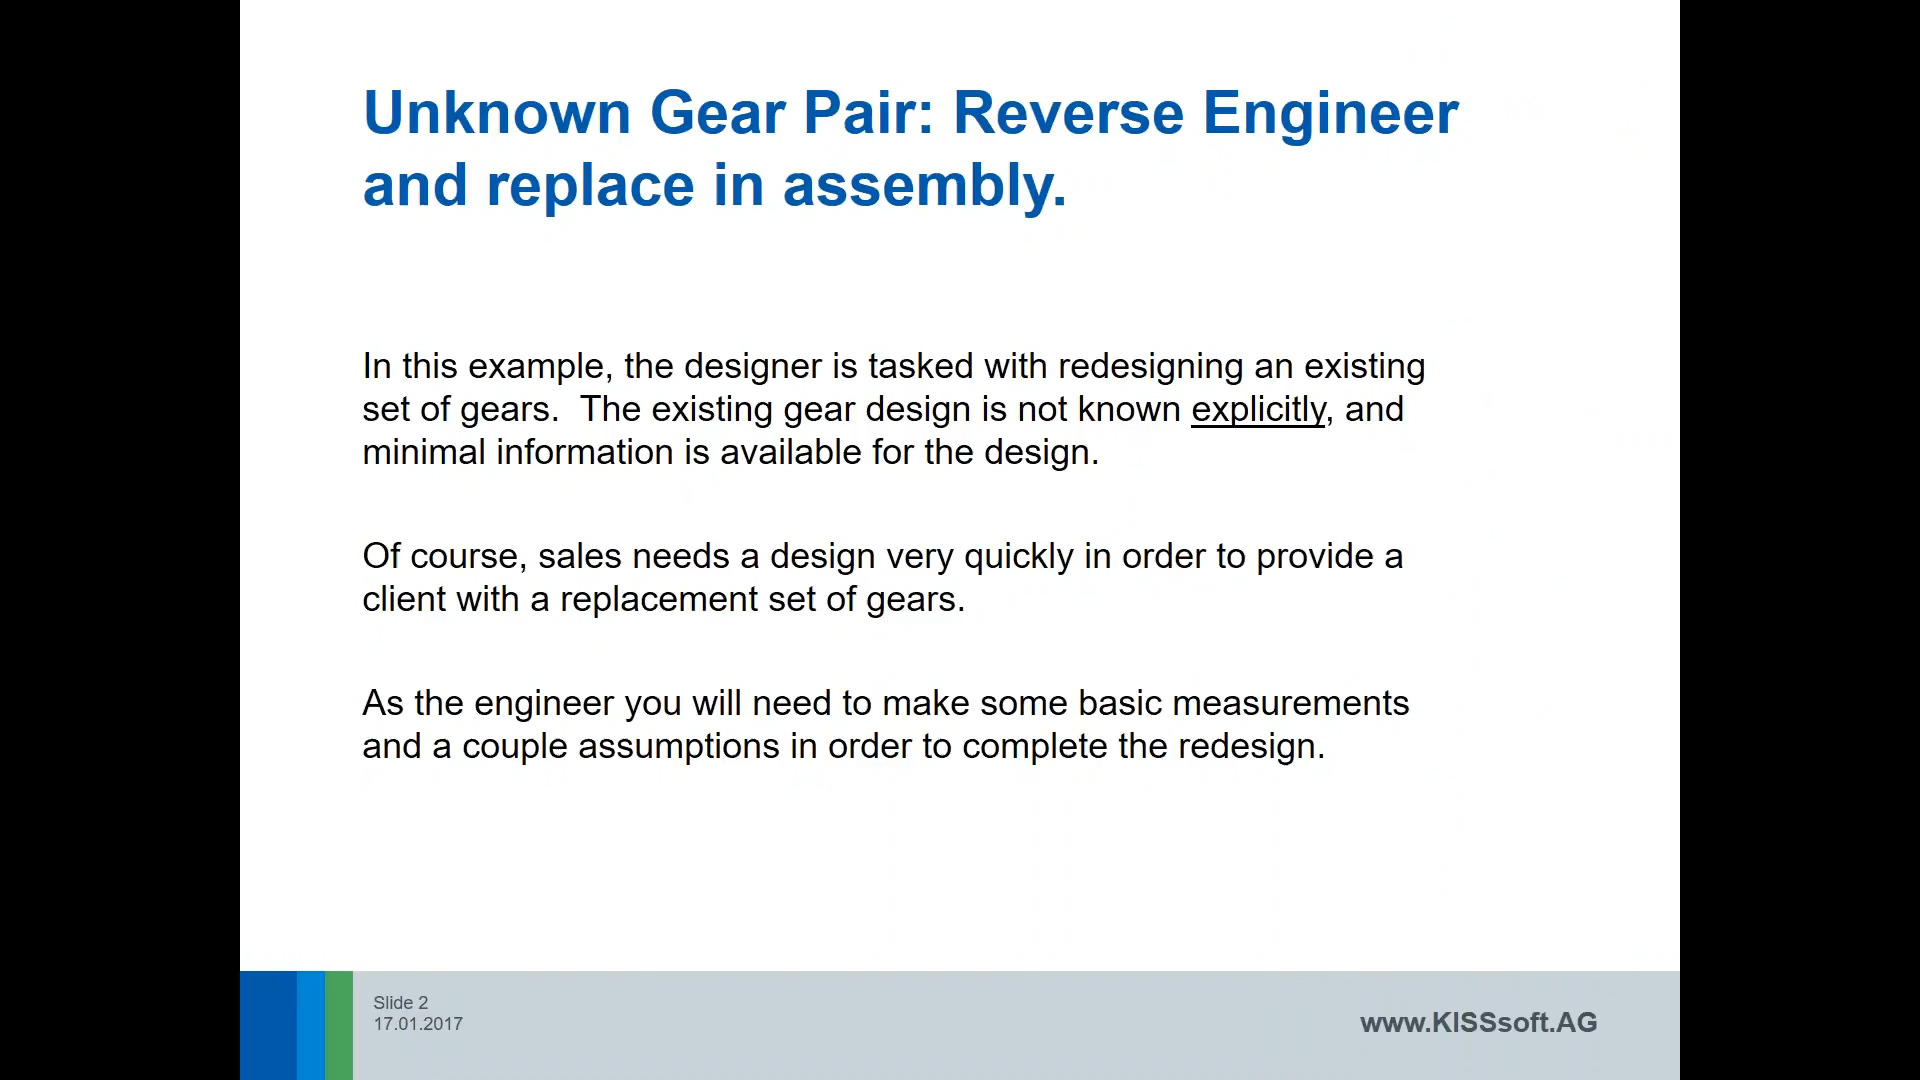 Unknown Gear Pair: Reverse Engineer
and replace in assembly.
In this example, the designer is tasked with redesigning an existing
set of gears.  The existing gear design is not known explicitly, and
minimal information is available for the design.
Of course, sales needs a design very quickly in order to provide a
client with a replacement set of gears.
As the engineer you will need to make some basic measurements
and a couple assumptions in order to complete the redesign.
Slide 2
17.01.2017
www.KISSsoft.AG